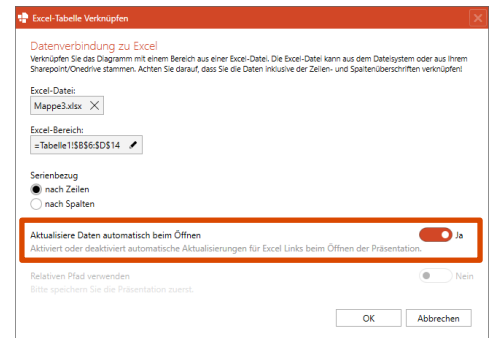 Excel-Tabelle Verknüpfen
Datenverbindung zu Excel
Verknüpfen Sie das Diagramm mit einem Bereich aus einer Excel-Datei. Die Excel-Datei kann aus dem Dateisystem oder aus Ihrem
Sharepoint/Onedrive stammen. Achten Sie darauf, dass Sie die Daten inklusive der Zeilen- und Spaltenüberschriften verknüpfen!
Excel-Datei:
Mappe3.xlsx
Excel-Bereich:
=Tabelle1!$B$6:$D$14
Serienbezug
nach Zeilen
nach Spalten
Aktualisiere Daten automatisch beim Öffnen
Ja
Aktiviert oder deaktiviert automatische Aktualisierungen für Excel Links beim Öffnen der Präsentation.
Relativen Pfad verwenden
Nein
Bitte speichern Sie die Präsentation zuerst.
OK
Abbrechen